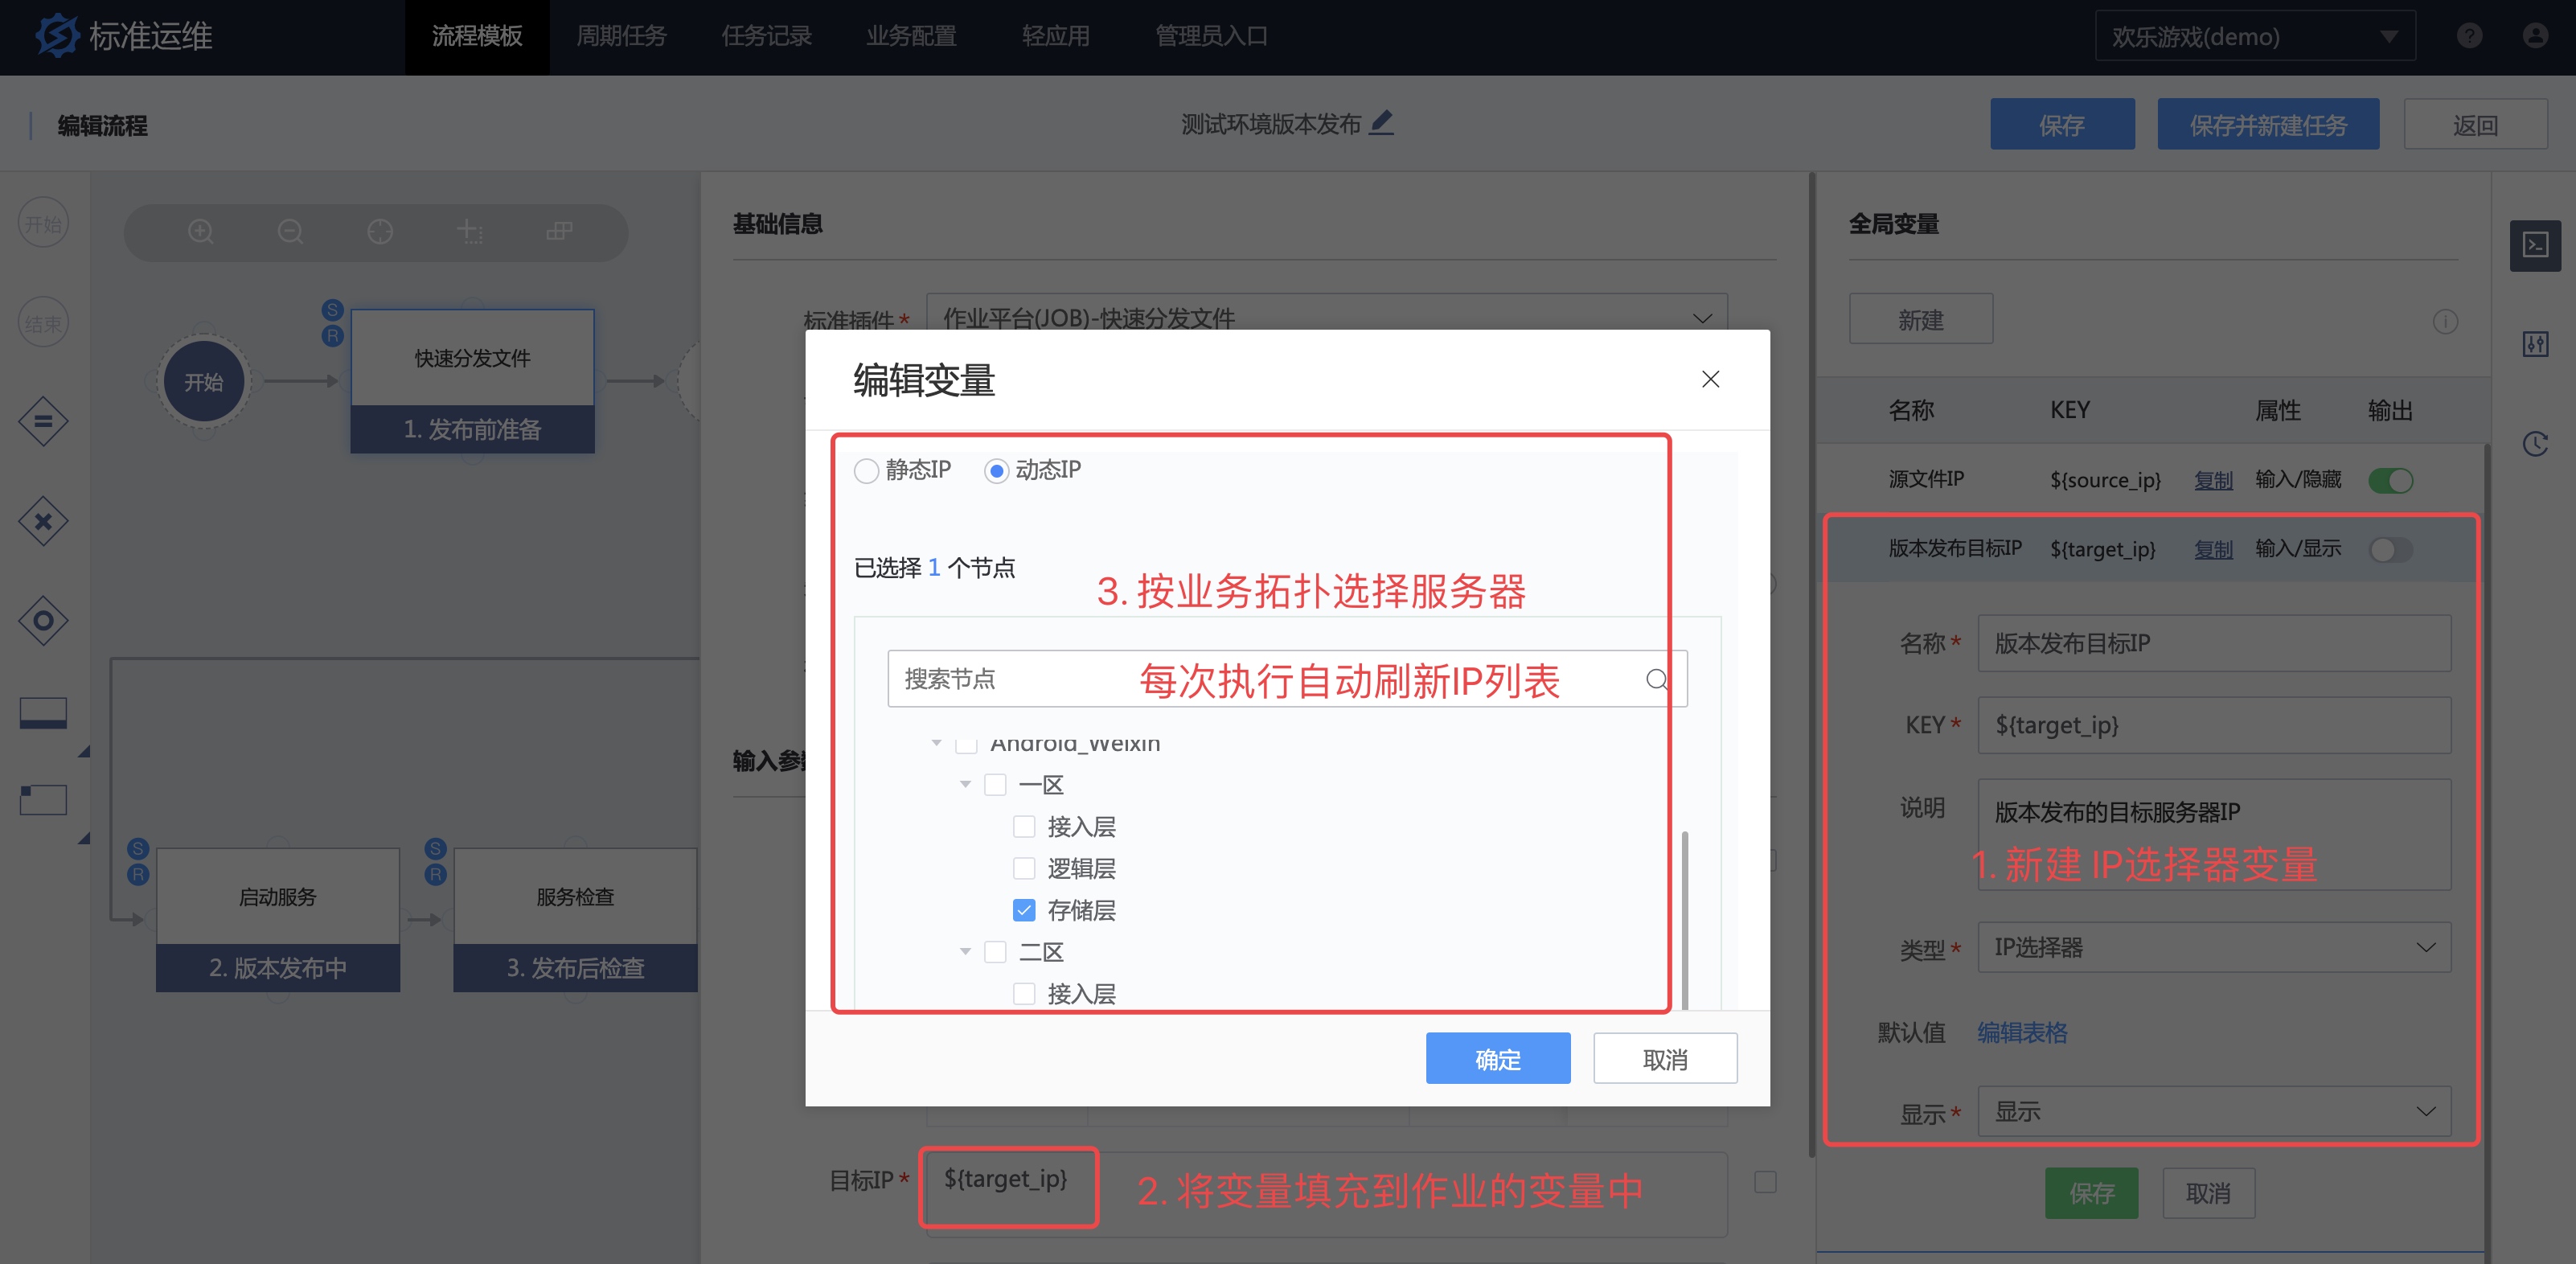 标准运维
流程模板
周期任务
任务记录
业务配置
轻应用
管理员入口
欢乐游戏(demo)
编辑流程
测试环境版本发布
保存
保存并新建任务
返回
开始
结束
开始
S
R
快速分发文件
1. 发布前准备
S
R
启动服务
2. 版本发布中
S
R
服务检查
3. 发布后检查
基础信息
标准插件 *
作业平台(JOB)-快速分发文件
编辑变量
静态IP
动态IP
已选择 1 个节点
3. 按业务拓扑选择服务器
搜索节点
每次执行自动刷新IP列表
Android_Weixin
一区
接入层
逻辑层
存储层
二区
接入层
确定
取消
目标IP *
${target_ip}
2. 将变量填充到作业的变量中
全局变量
新建
名称 KEY 属性 输出
源文件IP ${source_ip} 复制 输入/隐藏
版本发布目标IP ${target_ip} 复制 输入/显示
名称 * 版本发布目标IP
KEY * ${target_ip}
说明 版本发布的目标服务器IP
1. 新建 IP选择器变量
类型 * IP选择器
默认值 编辑表格
显示 * 显示
保存
取消